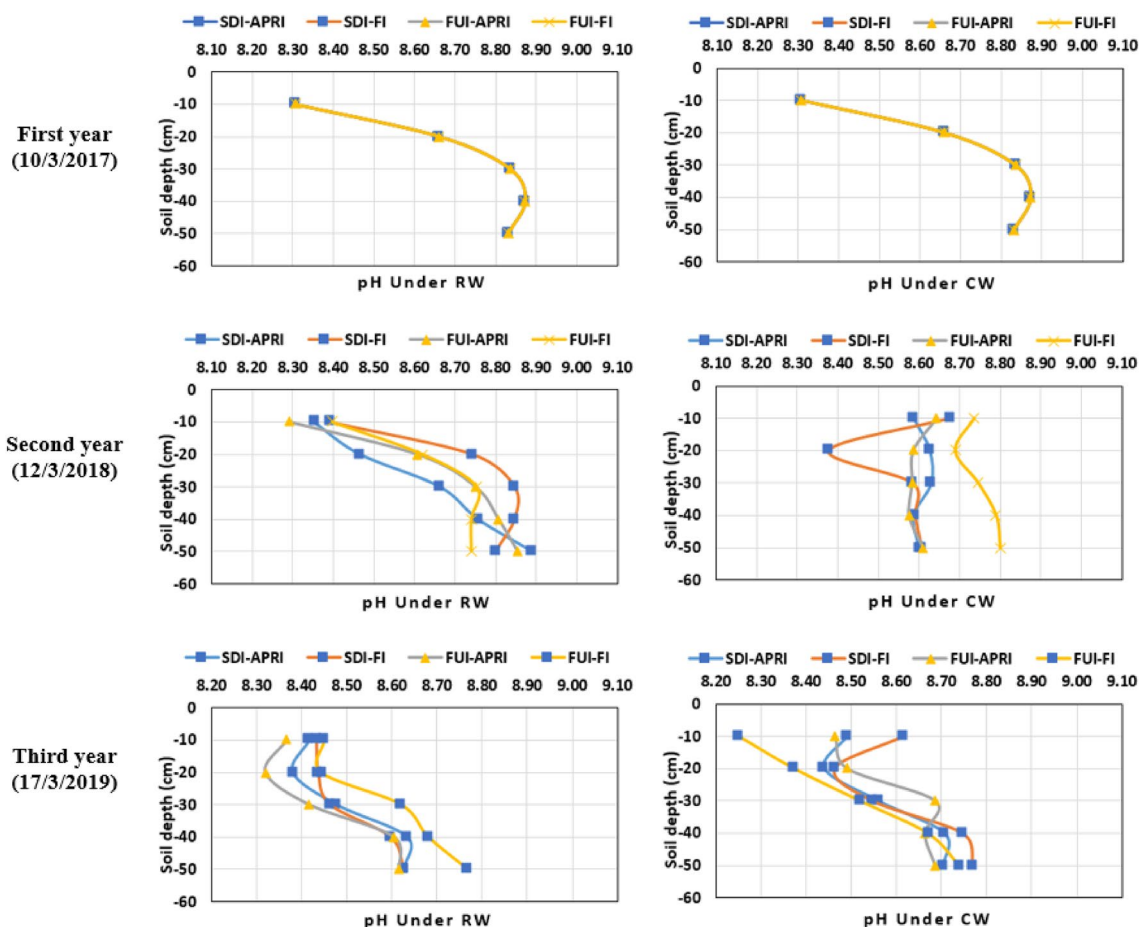 SDI-APRI SDI-FI FUI-APRI FUI-FI
8.10 8.30 8.40 8.50 8.60 8.70 8.80 8.90 9.00 9.10
0
-10
-20
-30
-40
-50
-60
Soil depth (cm)
pH Under RW
SDI-APRI SDI-FI FUI-APRI FUI-FI
8.10 8.30 8.40 8.50 8.60 8.70 8.80 8.90 9.00 9.10
0
-10
-20
-30
-40
-50
-60
Soil depth (cm)
pH Under CW
First year
(10/3/2017)
SDI-APRI SDI-FI FUI-APRI FUI-FI
8.10 8.30 8.40 8.50 8.60 8.70 8.80 8.90 9.00 9.10
0
-10
-20
-30
-40
-50
-60
Soil depth (cm)
pH Under RW
SDI-APRI SDI-FI FUI-APRI FUI-FI
8.10 8.30 8.40 8.50 8.60 8.70 8.80 8.90 9.00 9.10
0
-10
-20
-30
-40
-50
-60
Soil depth (cm)
pH Under CW
Second year
(12/3/2018)
SDI-APRI SDI-FI FUI-APRI FUI-FI
8.20 8.30 8.40 8.50 8.60 8.70 8.90 9.00 9.10
0
-10
-20
-30
-40
-50
-60
Soil depth (cm)
pH Under RW
SDI-APRI SDI-FI FUI-APRI FUI-FI
8.20 8.30 8.40 8.50 8.60 8.70 8.90 9.00 9.10
0
-10
-20
-30
-40
-50
-60
Soil depth (cm)
pH Under CW
Third year
(17/3/2019)